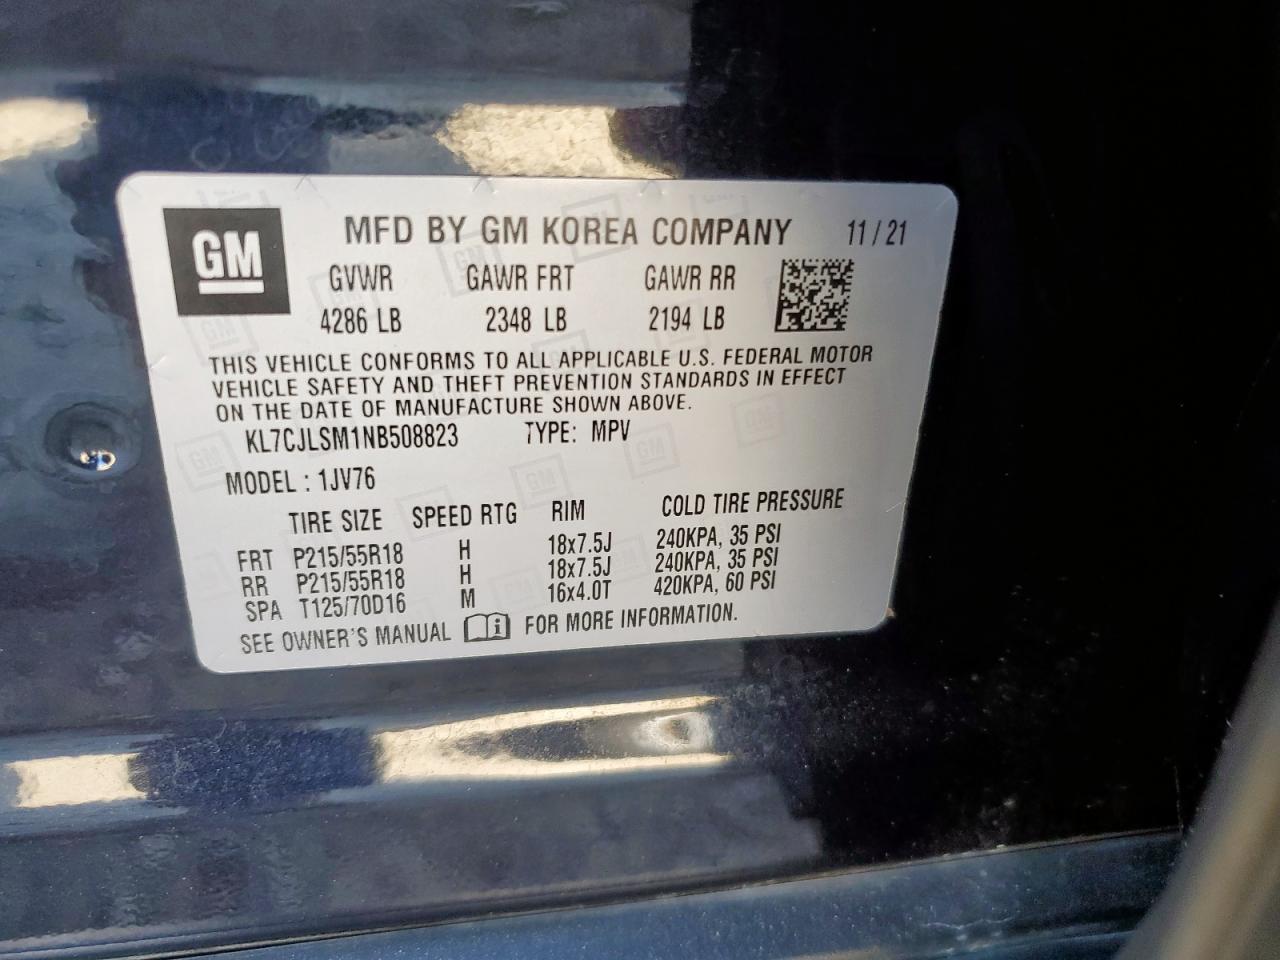 GM
MFD BY GM KOREA COMPANY 11/21
GVWR GAWR FRT GAWR RR
4286 LB 2348 LB 2194 LB
THIS VEHICLE CONFORMS TO ALL APPLICABLE U.S. FEDERAL MOTOR
VEHICLE SAFETY AND THEFT PREVENTION STANDARDS IN EFFECT
ON THE DATE OF MANUFACTURE SHOWN ABOVE.
KL7CJLSM1NB508823 TYPE: MPV
MODEL : 1JV76
TIRE SIZE SPEED RTG RIM COLD TIRE PRESSURE
FRT P215/55R18 H 18x7.5J 240KPA, 35 PSI
RR P215/55R18 H 18x7.5J 240KPA, 35 PSI
SPA T125/70D16 M 16x4.0T 420KPA, 60 PSI
SEE OWNER'S MANUAL i FOR MORE INFORMATION.